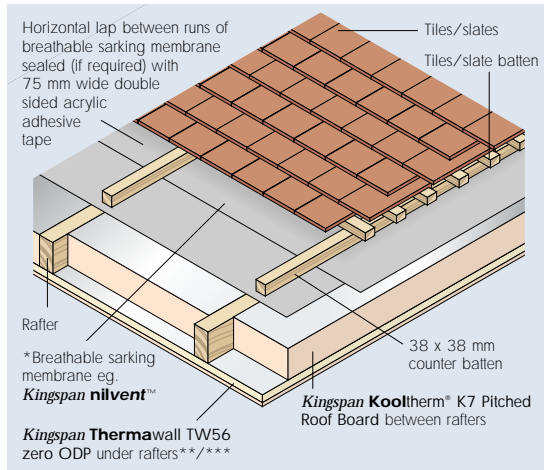 Horizontal lap between runs of
breathable sarking membrane
sealed (if required) with
75 mm wide double
sided acrylic
adhesive
tape
Tiles/slates
Tiles/slate batten
Rafter
*Breathable sarking
membrane eg.
Kingspan nilvent™
Kingspan Thermawall TW56
zero ODP under rafters**/***
38 x 38 mm
counter batten
Kingspan Kooltherm® K7 Pitched
Roof Board between rafters